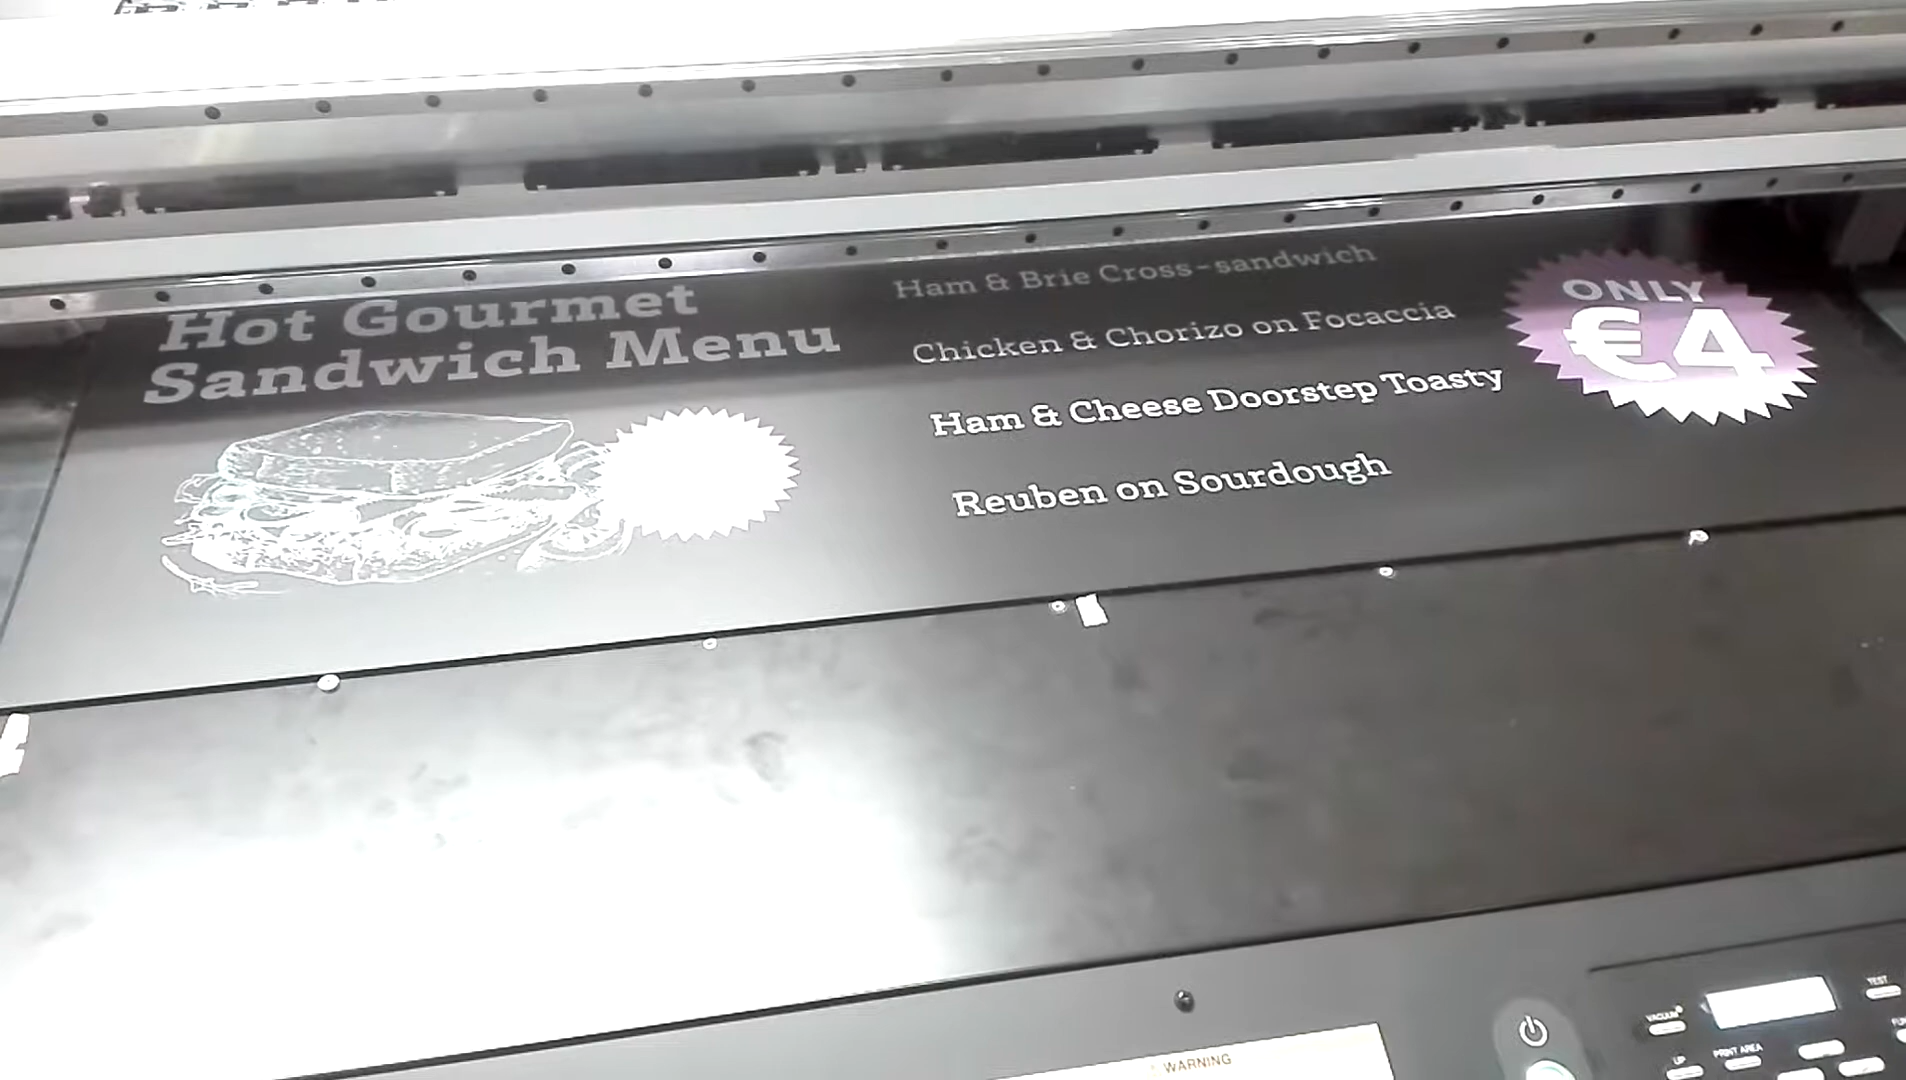 Hot Gourmet
Sandwich Menu
Ham & Brie Cross-sandwich
Chicken & Chorizo on Focaccia
Ham & Cheese Doorstep Toasty
Reuben on Sourdough
ONLY
€4
WARNING
VACUUM
TEST
UP
PRINT AREA